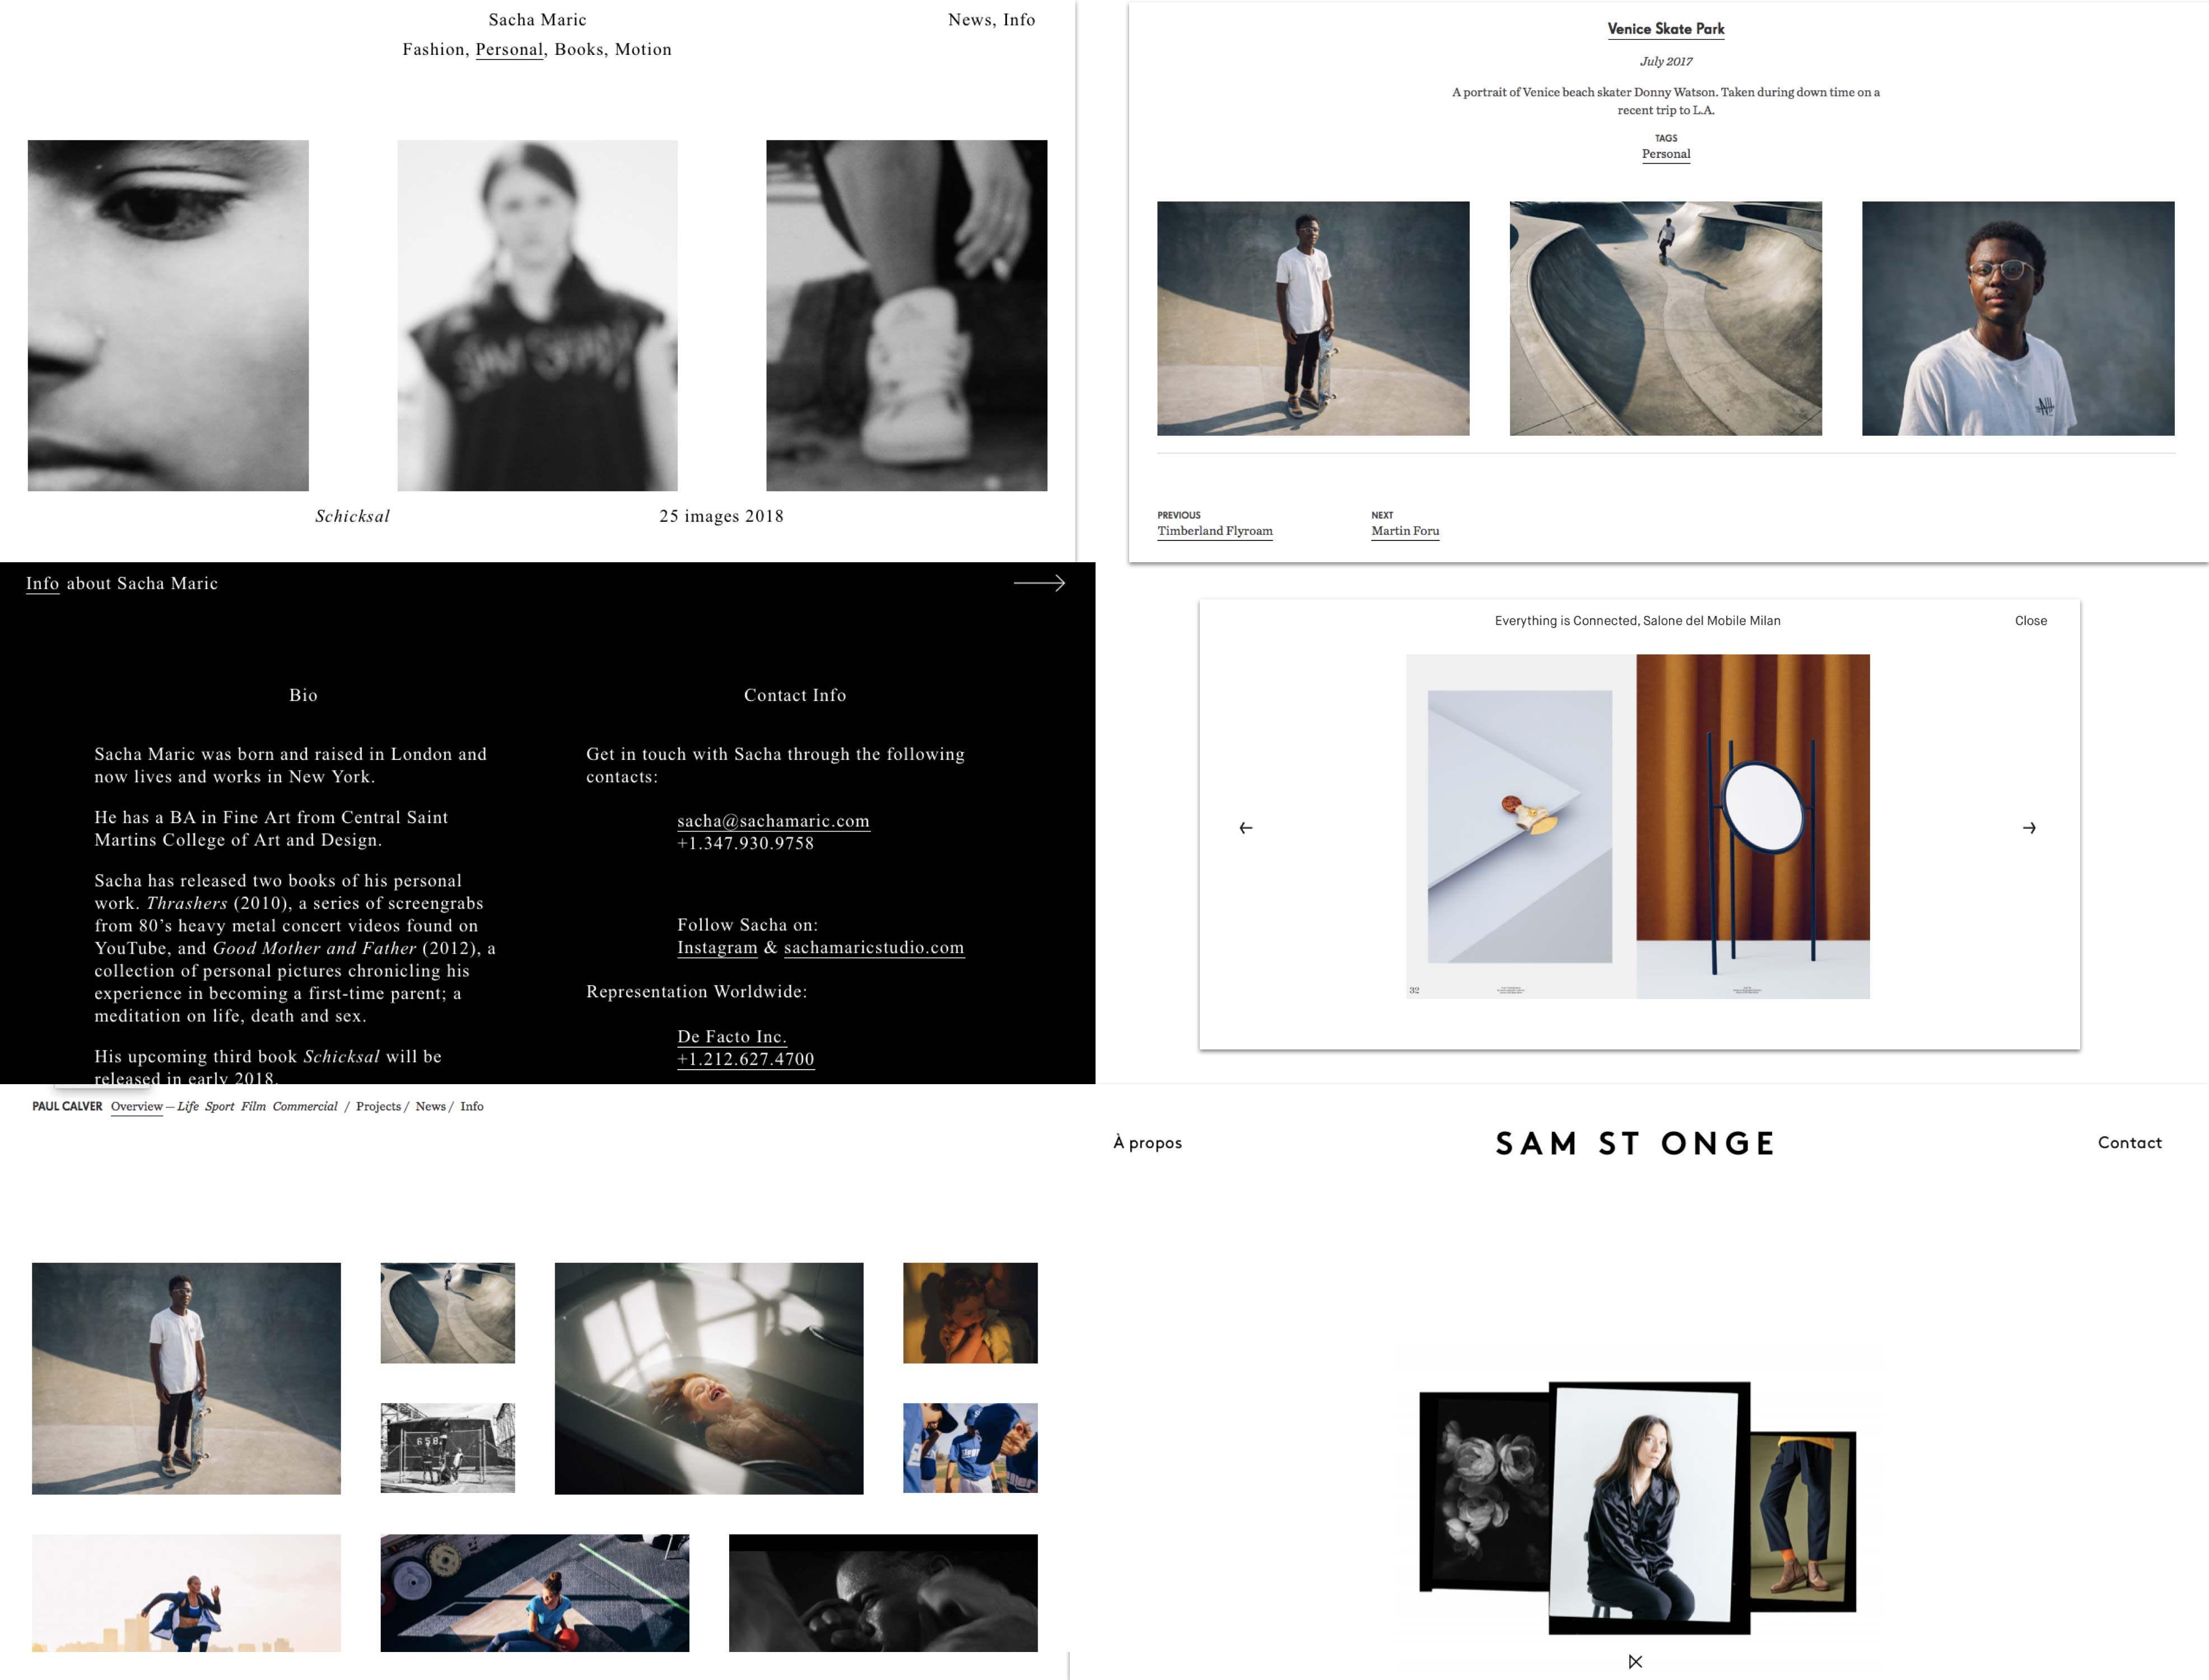 Sacha Maric
News, Info
Fashion, Personal, Books, Motion
Schicksal
25 images 2018
Venice Skate Park
July 2017
A portrait of Venice beach skater Donny Watson. Taken during down time on a
recent trip to L.A.
TAGS
Personal
PREVIOUS
Timberland Flyroam
NEXT
Martin Foru
Info about Sacha Maric
Bio
Sacha Maric was born and raised in London and
now lives and works in New York.
He has a BA in Fine Art from Central Saint
Martins College of Art and Design.
Sacha has released two books of his personal
work. Thrashers (2010), a series of screengrabs
from 80’s heavy metal concert videos found on
YouTube, and Good Mother and Father (2012), a
collection of personal pictures chronicling his
experience in becoming a first-time parent; a
meditation on life, death and sex.
His upcoming third book Schicksal will be
released in early 2018.
Contact Info
Get in touch with Sacha through the following
contacts:
sacha@sachamaric.com
+1.347.930.9758
Follow Sacha on:
Instagram & sachamaricstudio.com
Representation Worldwide:
De Facto Inc.
+1.212.627.4700
Everything is Connected, Salone del Mobile Milan
Close
32
PAUL CALVER Overview – Life Sport Film Commercial / Projects / News / Info
658
À propos
SAM ST ONGE
Contact